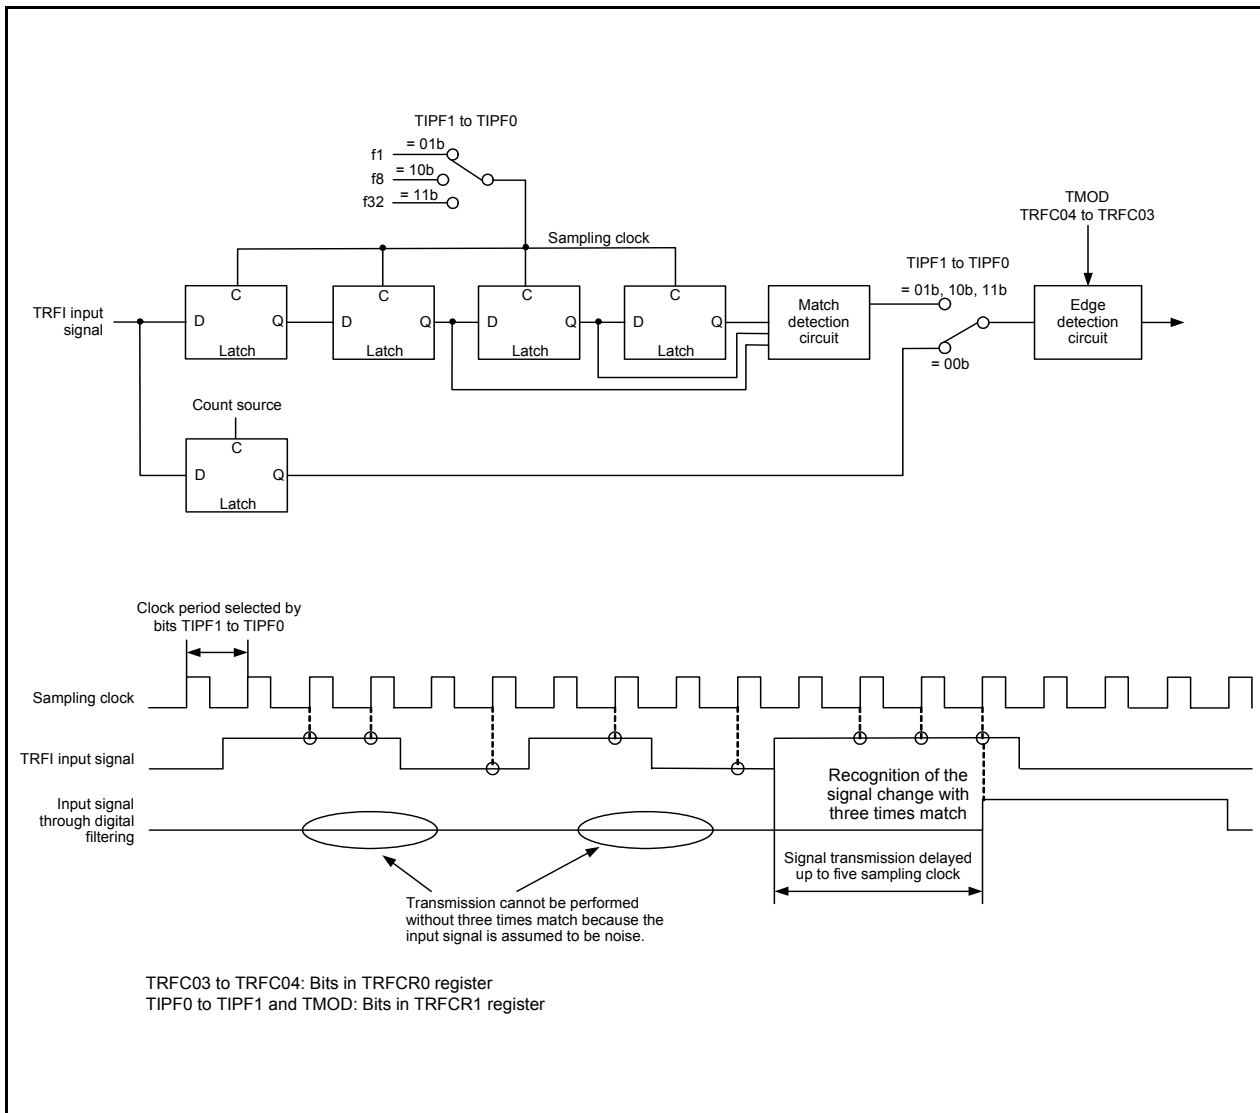 TIPF1 to TIPF0
= 01b
f1
= 10b
f8
= 11b
f32
TMOD
TRFC04 to TRFC03
Sampling clock
TIPF1 to TIPF0
= 01b, 10b, 11b
C
C
C
C
TRFI input
signal
D
Q
D
Q
D
Q
D
Q
Latch
Latch
Latch
Latch
Match
detection
circuit
Edge
detection
circuit
= 00b
Count source
C
D
Q
Latch
Clock period selected by
bits TIPF1 to TIPF0
Sampling clock
TRFI input signal
Recognition of the
signal change with
three times match
Input signal
through digital
filtering
Signal transmission delayed
up to five sampling clock
Transmission cannot be performed
without three times match because the
input signal is assumed to be noise.
TRFC03 to TRFC04: Bits in TRFCR0 register
TIPF0 to TIPF1 and TMOD: Bits in TRFCR1 register